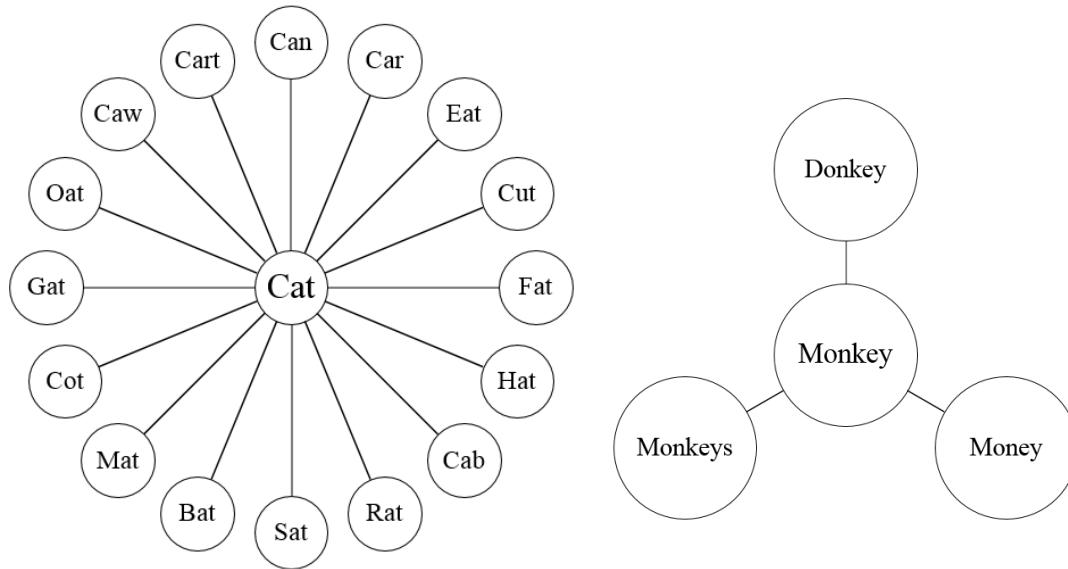 Can
Cart
Car
Caw
Eat
Oat
Cut
Gat
Cat
Fat
Cot
Hat
Mat
Cab
Bat
Rat
Sat
Donkey
Monkey
Monkeys
Money